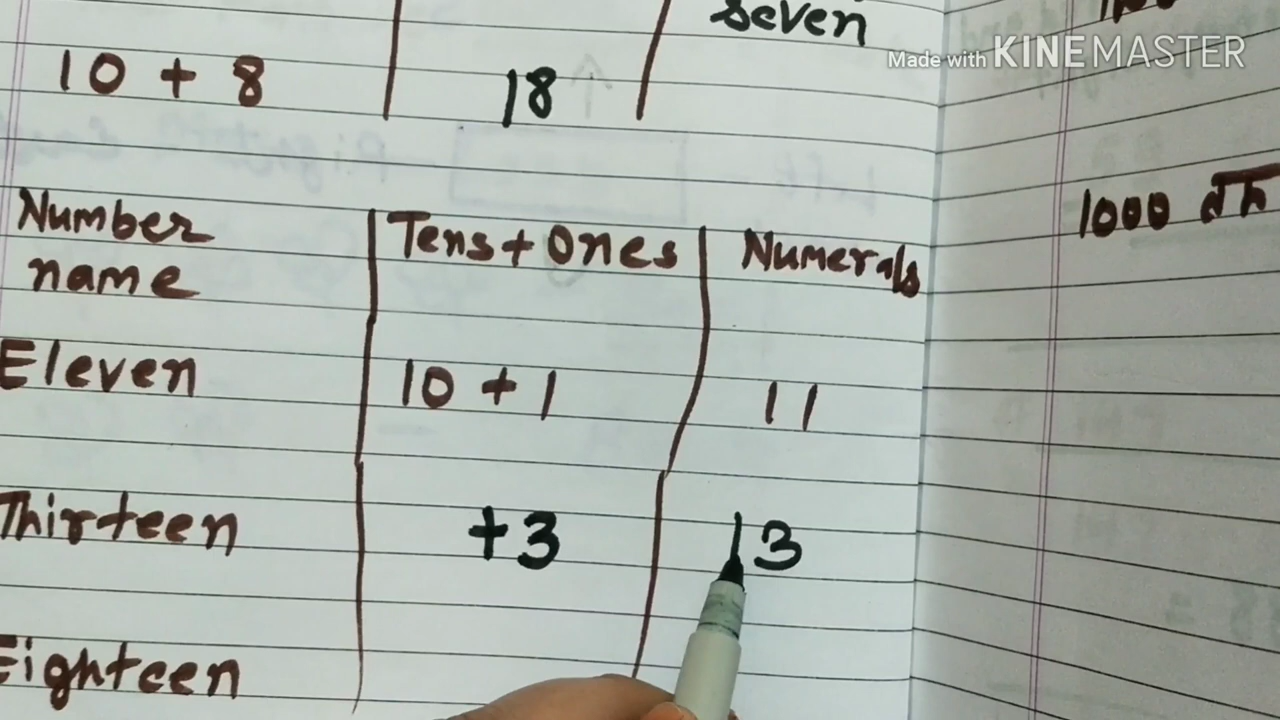 seven
Made with KINEMASTER
10 + 8 18
Number name Tens + Ones Numerals
Eleven 10 + 1 11
Thirteen +3 13
Eighteen
1000